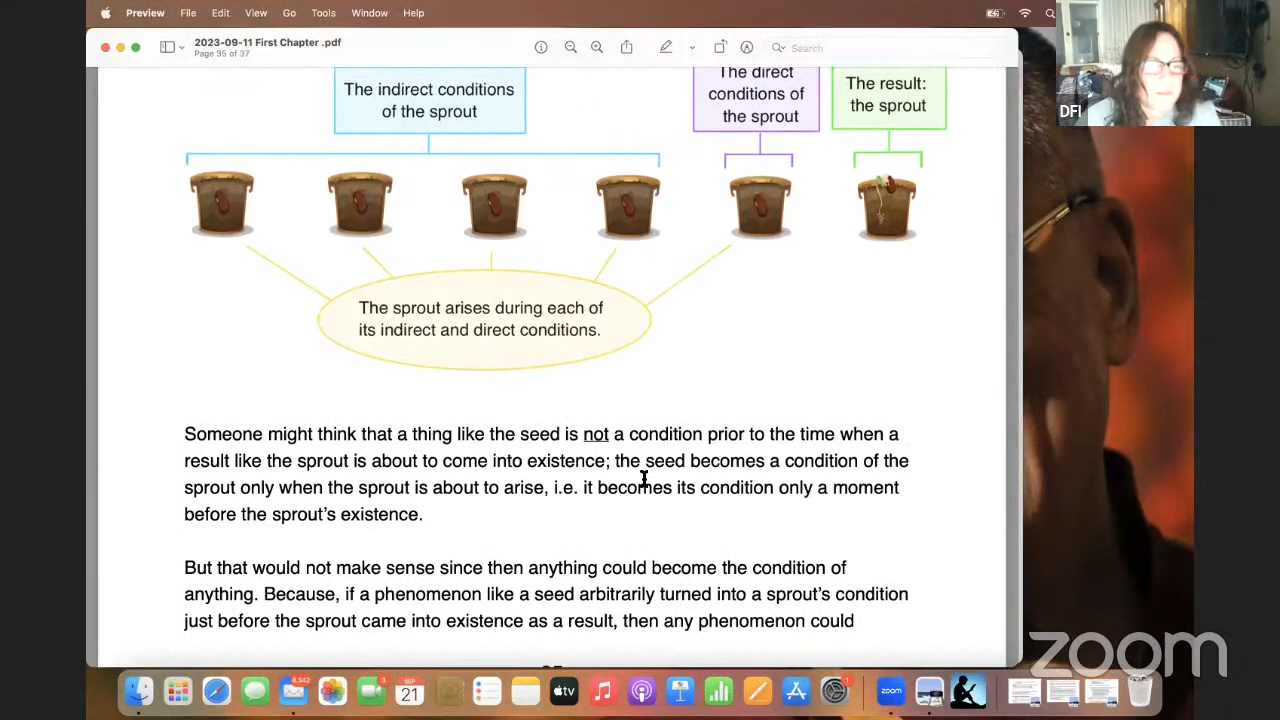 Preview File Edit View Go Tools Window Help
2023-09-11 First Chapter .pdf
Page 35 of 37
Search
DFI
The indirect conditions
of the sprout
The direct
conditions of
the sprout
The result:
the sprout
The sprout arises during each of
its indirect and direct conditions.
Someone might think that a thing like the seed is not a condition prior to the time when a
result like the sprout is about to come into existence; the seed becomes a condition of the
sprout only when the sprout is about to arise, i.e. it becomes its condition only a moment
before the sprout's existence.
But that would not make sense since then anything could become the condition of
anything. Because, if a phenomenon like a seed arbitrarily turned into a sprout's condition
just before the sprout came into existence as a result, then any phenomenon could
zoom
8,342
3
SEP
21
tv
1
zoom